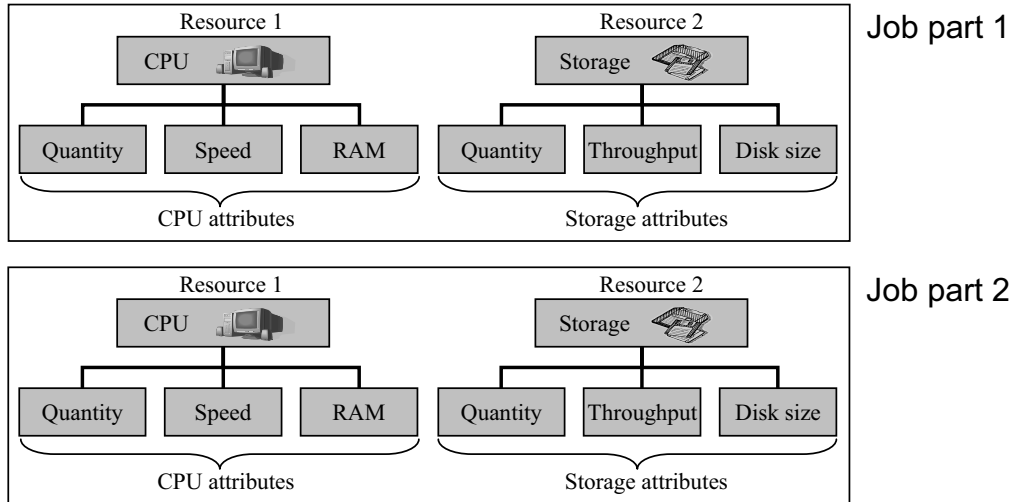 Resource 1 Resource 2 Job part 1
CPU Storage
Quantity Speed RAM Quantity Throughput Disk size
CPU attributes Storage attributes
Resource 1 Resource 2 Job part 2
CPU Storage
Quantity Speed RAM Quantity Throughput Disk size
CPU attributes Storage attributes